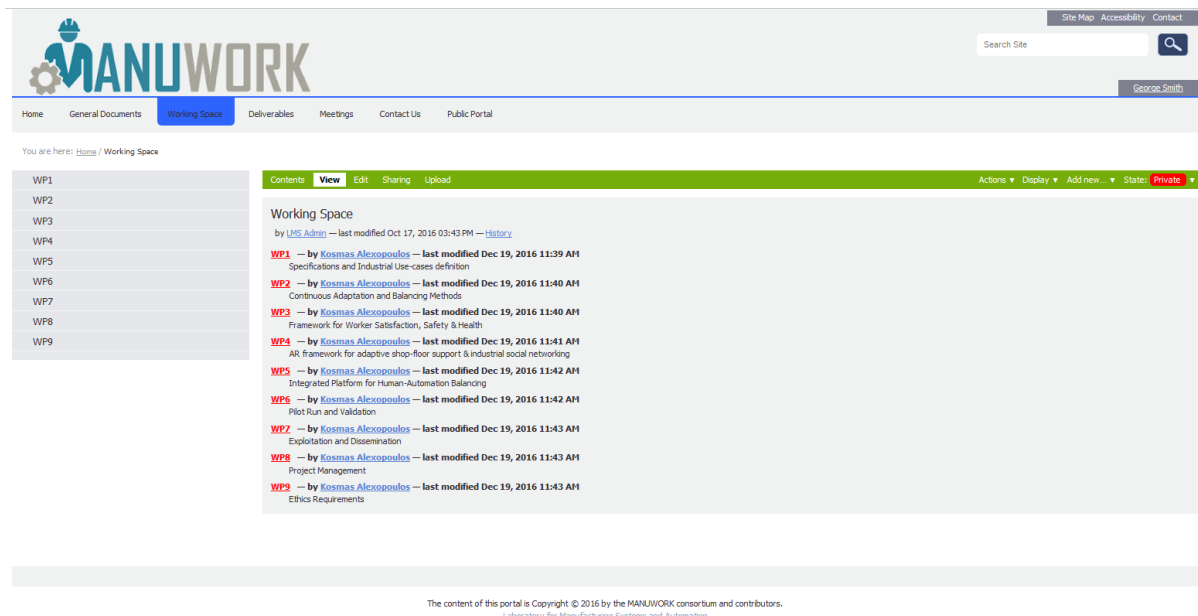 Site Map Accessibility Contact
MANUWORK
Search Site
George Smith
Home General Documents Working Space Deliverables Meetings Contact Us Public Portal
You are here: Home / Working Space
WP1
WP2
WP3
WP4
WP5
WP6
WP7
WP8
WP9
Contents View Edit Sharing Upload Actions ▼ Display ▼ Add new... ▼ State: Private ▼
Working Space
by LMS Admin — last modified Oct 17, 2016 03:43 PM — History
WP1 — by Kosmas Alexopoulos — last modified Dec 19, 2016 11:39 AM
Specifications and Industrial Use-cases definition
WP2 — by Kosmas Alexopoulos — last modified Dec 19, 2016 11:40 AM
Continuous Adaptation and Balancing Methods
WP3 — by Kosmas Alexopoulos — last modified Dec 19, 2016 11:40 AM
Framework for Worker Satisfaction, Safety & Health
WP4 — by Kosmas Alexopoulos — last modified Dec 19, 2016 11:41 AM
AR framework for adaptive shop-floor support & industrial social networking
WP5 — by Kosmas Alexopoulos — last modified Dec 19, 2016 11:42 AM
Integrated Platform for Human-Automation Balancing
WP6 — by Kosmas Alexopoulos — last modified Dec 19, 2016 11:42 AM
Pilot Run and Validation
WP7 — by Kosmas Alexopoulos — last modified Dec 19, 2016 11:43 AM
Exploitation and Dissemination
WP8 — by Kosmas Alexopoulos — last modified Dec 19, 2016 11:43 AM
Project Management
WP9 — by Kosmas Alexopoulos — last modified Dec 19, 2016 11:43 AM
Ethics Requirements
The content of this portal is Copyright © 2016 by the MANUWORK consortium and contributors.
Laboratory for Manufacturing Systems and Automation